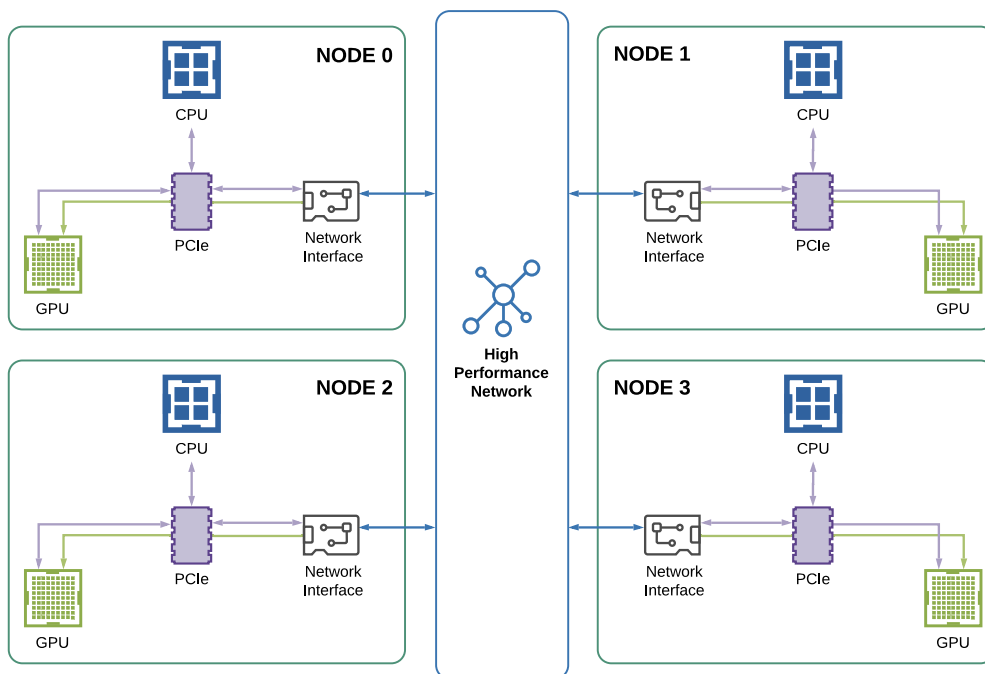 NODE 0
CPU
PCIe
Network
Interface
GPU
NODE 1
CPU
Network
Interface
PCIe
GPU
High
Performance
Network
NODE 2
CPU
PCIe
Network
Interface
GPU
NODE 3
CPU
Network
Interface
PCIe
GPU